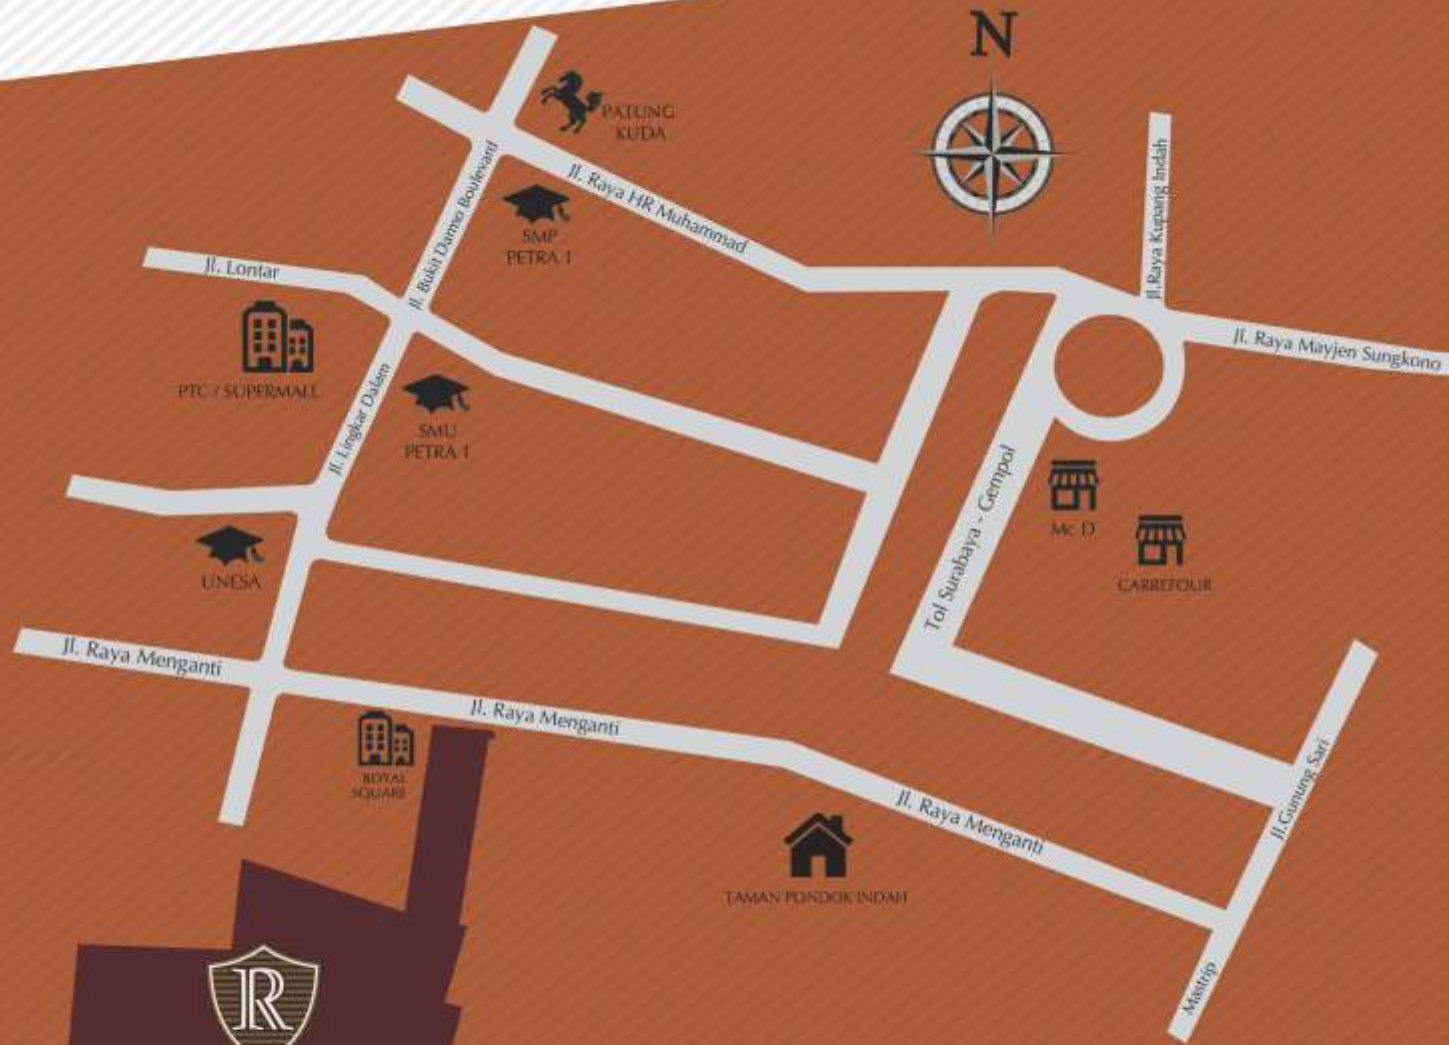 N
PATUNG
KUDA
Jl. Raya HR Muhammad
Jl. Bukit Darmo Boulevard
SMP
PETRA 1
Jl.Raya Kupang Indah
Jl. Lontar
Jl. Raya Mayjen Sungkono
PTC / SUPERMALL
Jl. Lingkar Dalam
SMU
PETRA 1
Tol Surabaya - Gempol
Mc D
CARREFOUR
UNESA
Jl. Raya Menganti
Jl. Raya Menganti
ROYAL
SQUARE
Jl. Raya Menganti
Jl.Gunung Sari
TAMAN PONDOK INDAH
Mastrip
R